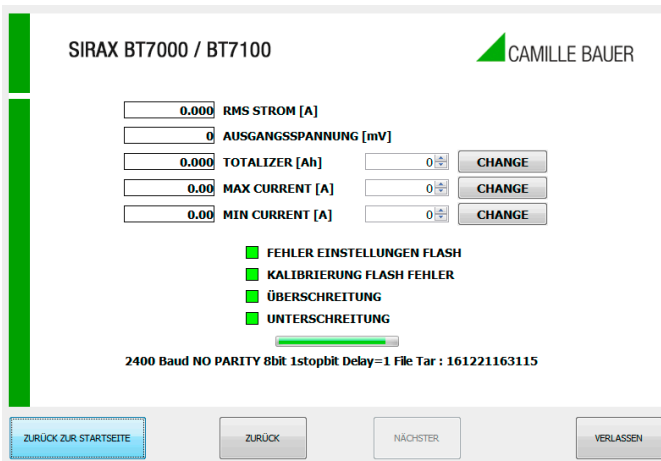 SIRAX BT7000 / BT7100
CAMILLE BAUER
0.000 RMS STROM [A]
0 AUSGANGSSPANNUNG [mV]
0.000 TOTALIZER [Ah] 0 CHANGE
0.00 MAX CURRENT [A] 0 CHANGE
0.00 MIN CURRENT [A] 0 CHANGE
FEHLER EINSTELLUNGEN FLASH
KALIBRIERUNG FLASH FEHLER
ÜBERSCHREITUNG
UNTERSCHREITUNG
2400 Baud NO PARITY 8bit 1stopbit Delay=1 File Tar : 161221163115
ZURÜCK ZUR STARTSEITE ZURÜCK NÄCHSTER VERLASSEN